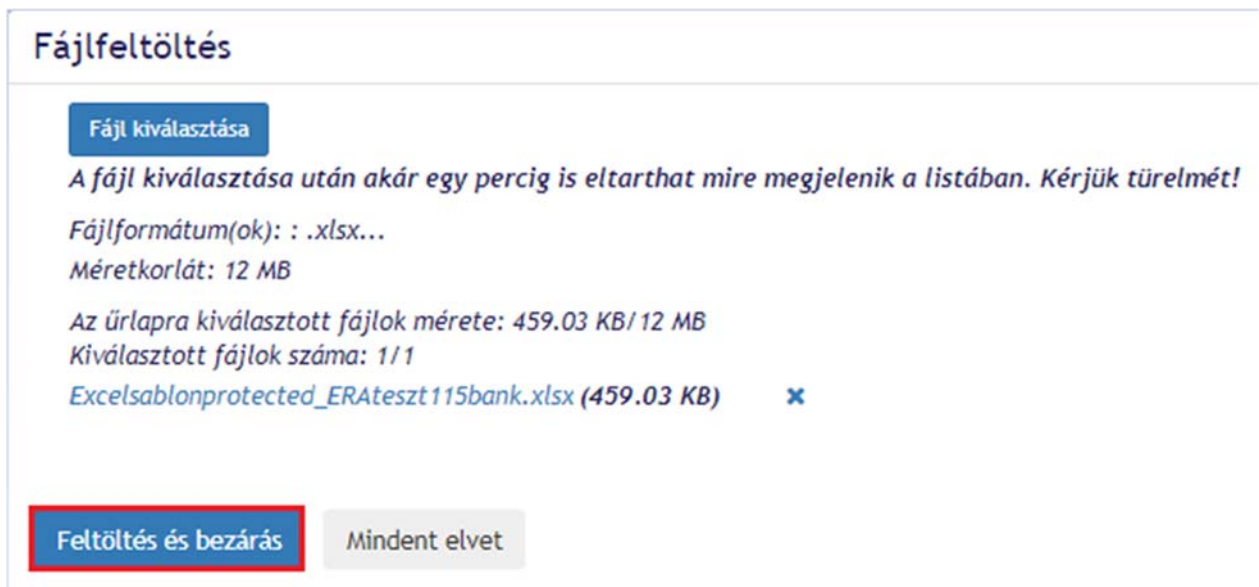 Fájlfeltöltés
Fájl kiválasztása
A fájl kiválasztása után akár egy percig is eltarthat mire megjelenik a listában. Kérjük türelmét!
Fájlformátum(ok): : .xlsx...
Méretkorlát: 12 MB
Az űrlapra kiválasztott fájlok mérete: 459.03 KB/12 MB
Kiválasztott fájlok száma: 1/1
Excelsablonprotected_ERAteszt115bank.xlsx (459.03 KB)
Feltöltés és bezárás Mindent elvet